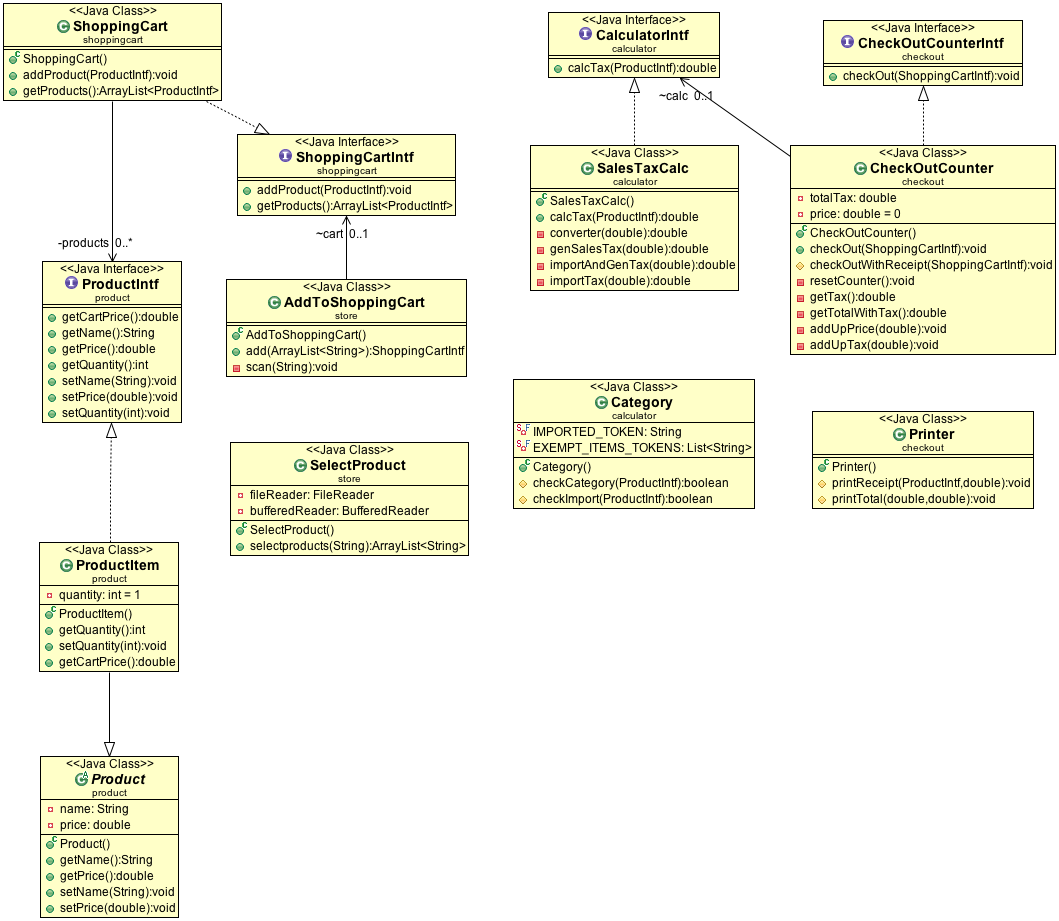 <<Java Class>>
ShoppingCart
shoppingcart
ShoppingCart()
addProduct(ProductIntf):void
getProducts():ArrayList<ProductIntf>
<<Java Interface>>
CalculatorIntf
calculator
calcTax(ProductIntf):double
<<Java Interface>>
CheckOutCounterIntf
checkout
checkOut(ShoppingCartIntf):void
~calc 0..1
<<Java Interface>>
ShoppingCartIntf
shoppingcart
addProduct(ProductIntf):void
getProducts():ArrayList<ProductIntf>
<<Java Class>>
SalesTaxCalc
calculator
SalesTaxCalc()
calcTax(ProductIntf):double
converter(double):double
genSalesTax(double):double
importAndGenTax(double):double
importTax(double):double
<<Java Class>>
CheckOutCounter
checkout
totalTax: double
price: double = 0
CheckOutCounter()
checkOut(ShoppingCartIntf):void
checkOutWithReceipt(ShoppingCartIntf):void
resetCounter():void
getTax():double
getTotalWithTax():double
addUpPrice(double):void
addUpTax(double):void
-products 0..*
~cart 0..1
<<Java Interface>>
ProductIntf
product
getCartPrice():double
getName():String
getPrice():double
getQuantity():int
setName(String):void
setPrice(double):void
setQuantity(int):void
<<Java Class>>
AddToShoppingCart
store
AddToShoppingCart()
add(ArrayList<String>):ShoppingCartIntf
scan(String):void
<<Java Class>>
Category
calculator
IMPORTED_TOKEN: String
EXEMPT_ITEMS_TOKENS: List<String>
Category()
checkCategory(ProductIntf):boolean
checkImport(ProductIntf):boolean
<<Java Class>>
Printer
checkout
Printer()
printReceipt(ProductIntf,double):void
printTotal(double,double):void
<<Java Class>>
SelectProduct
store
fileReader: FileReader
bufferedReader: BufferedReader
SelectProduct()
selectproducts(String):ArrayList<String>
<<Java Class>>
ProductItem
product
quantity: int = 1
ProductItem()
getQuantity():int
setQuantity(int):void
getCartPrice():double
<<Java Class>>
Product
product
name: String
price: double
Product()
getName():String
getPrice():double
setName(String):void
setPrice(double):void